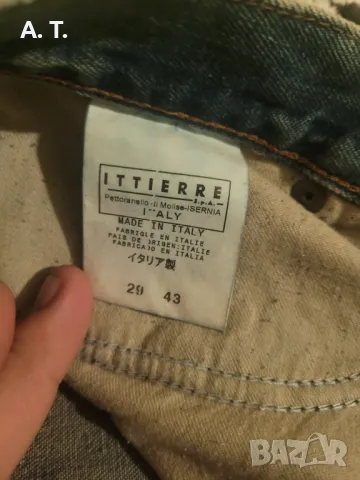 A. T.
ITTIERRE
S.p.A.
Pettoranello di Molise-ISERNIA
ITALY
MADE IN ITALY
FABRIQUÉ EN ITALIE
PAIS DE ORIGEN:ITALIE
FABRICADO EN ITALIA
イタリア製
29 43
BAZAR